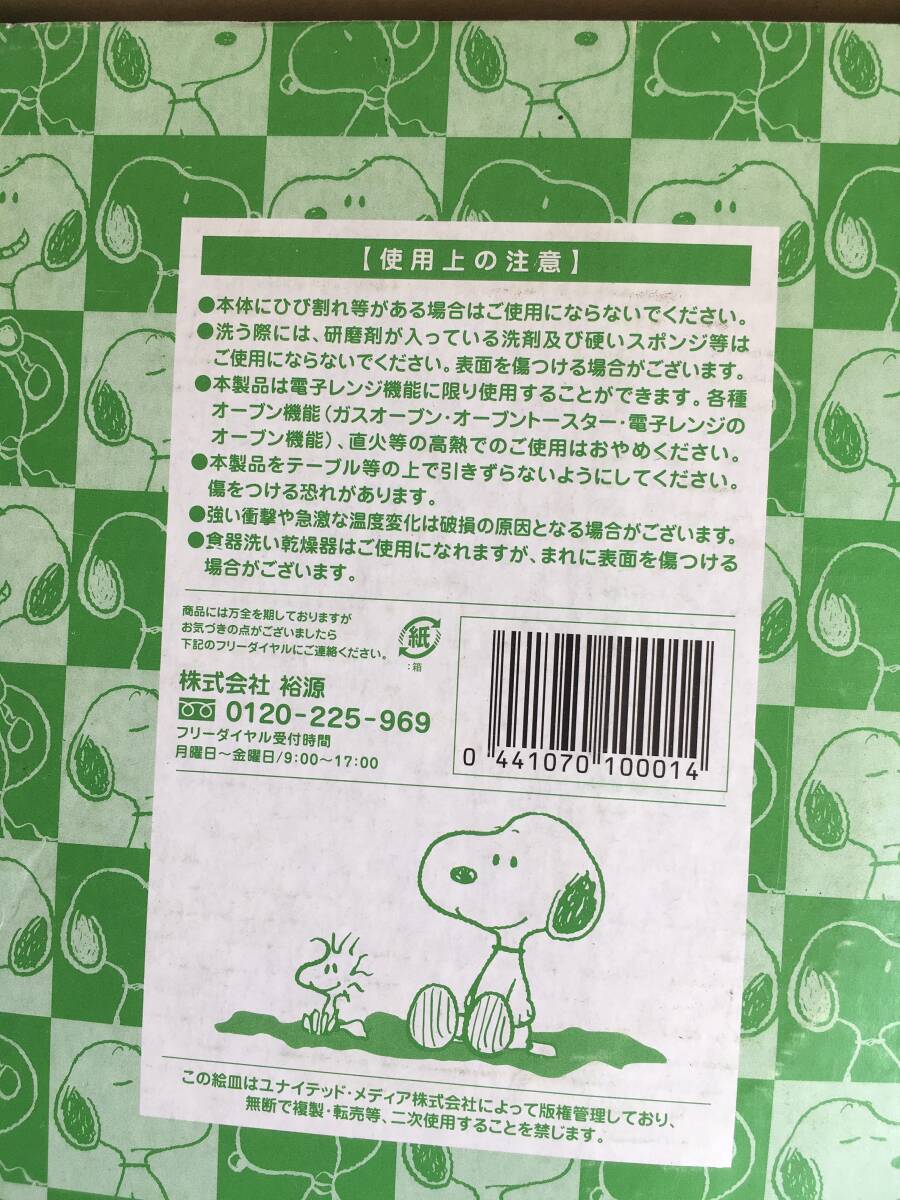 【使用上の注意】
●本体にひび割れ等がある場合はご使用にならないでください。
●洗う際には、研磨剤が入っている洗剤及び硬いスポンジ等は
ご使用にならないでください。表面を傷つける場合がございます。
●本製品は電子レンジ機能に限り使用することができます。各種
オーブン機能(ガスオーブン・オーブントースター・電子レンジの
オーブン機能)、直火等の高熱でのご使用はおやめください。
●本製品をテーブル等の上で引きずらないようにしてください。
傷をつける恐れがあります。
●強い衝撃や急激な温度変化は破損の原因となる場合がございます。
●食器洗い乾燥器はご使用になれますが、まれに表面を傷つける
場合がございます。
商品には万全を期しておりますが
お気づきの点がございましたら
下記のフリーダイヤルにご連絡ください。
紙
:箱
株式会社 裕源
0120-225-969
フリーダイヤル受付時間
月曜日～金曜日/9:00～17:00
0 441070 100014
この絵皿はユナイテッド・メディア株式会社によって版権管理しており、
無断で複製・転売等、二次使用することを禁じます。